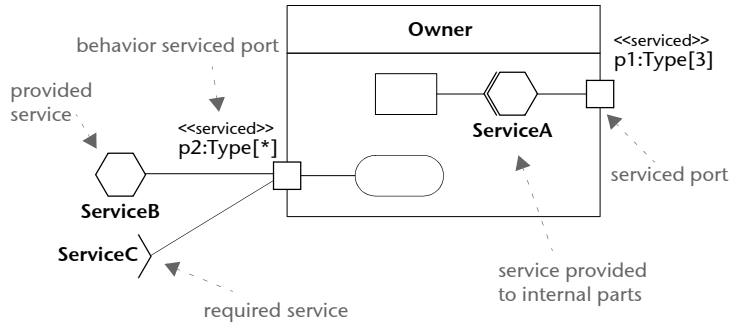 Owner
<<serviced>>
p1:Type[3]
behavior serviced port
provided
service
<<serviced>>
p2:Type[*]
ServiceA
serviced port
ServiceB
ServiceC
required service
service provided
to internal parts